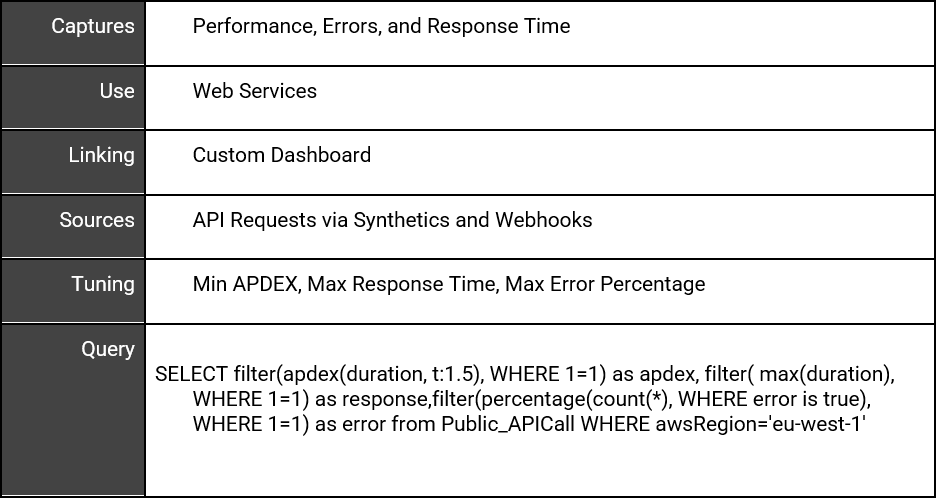 Captures Performance, Errors, and Response Time
Use Web Services
Linking Custom Dashboard
Sources API Requests via Synthetics and Webhooks
Tuning Min APDEX, Max Response Time, Max Error Percentage
Query
SELECT filter(apdex(duration, t:1.5), WHERE 1=1) as apdex, filter( max(duration),
WHERE 1=1) as response,filter(percentage(count(*), WHERE error is true),
WHERE 1=1) as error from Public_APICall WHERE awsRegion='eu-west-1'